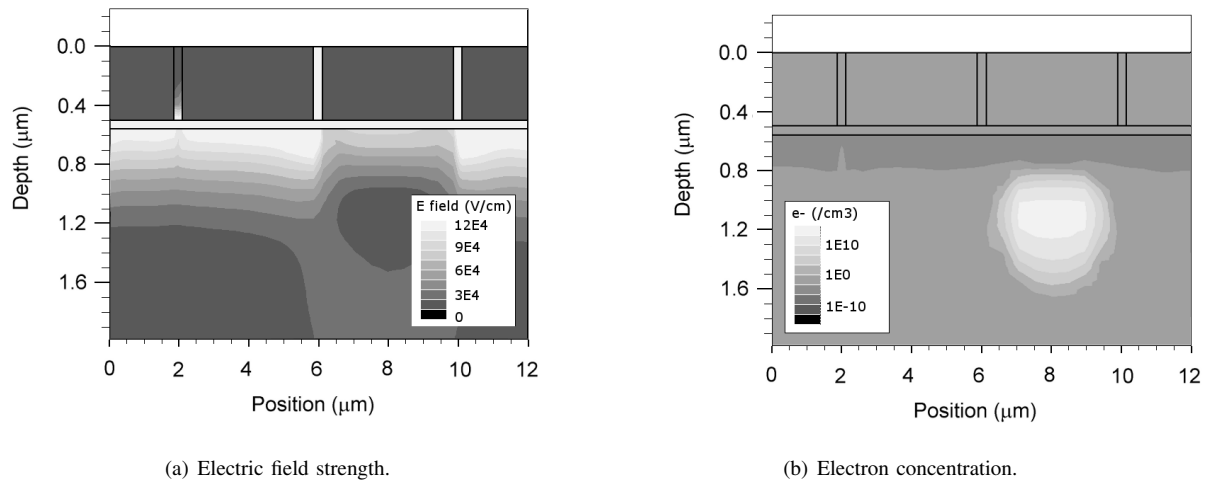 0.0
0.4
0.8
1.2
1.6
Depth (μm)
E field (V/cm)
12E4
9E4
6E4
3E4
0
0 2 4 6 8 10 12
Position (μm)
(a) Electric field strength.
0.0
0.4
0.8
1.2
1.6
Depth (μm)
e- (/cm3)
1E10
1E0
1E-10
0 2 4 6 8 10 12
Position (μm)
(b) Electron concentration.